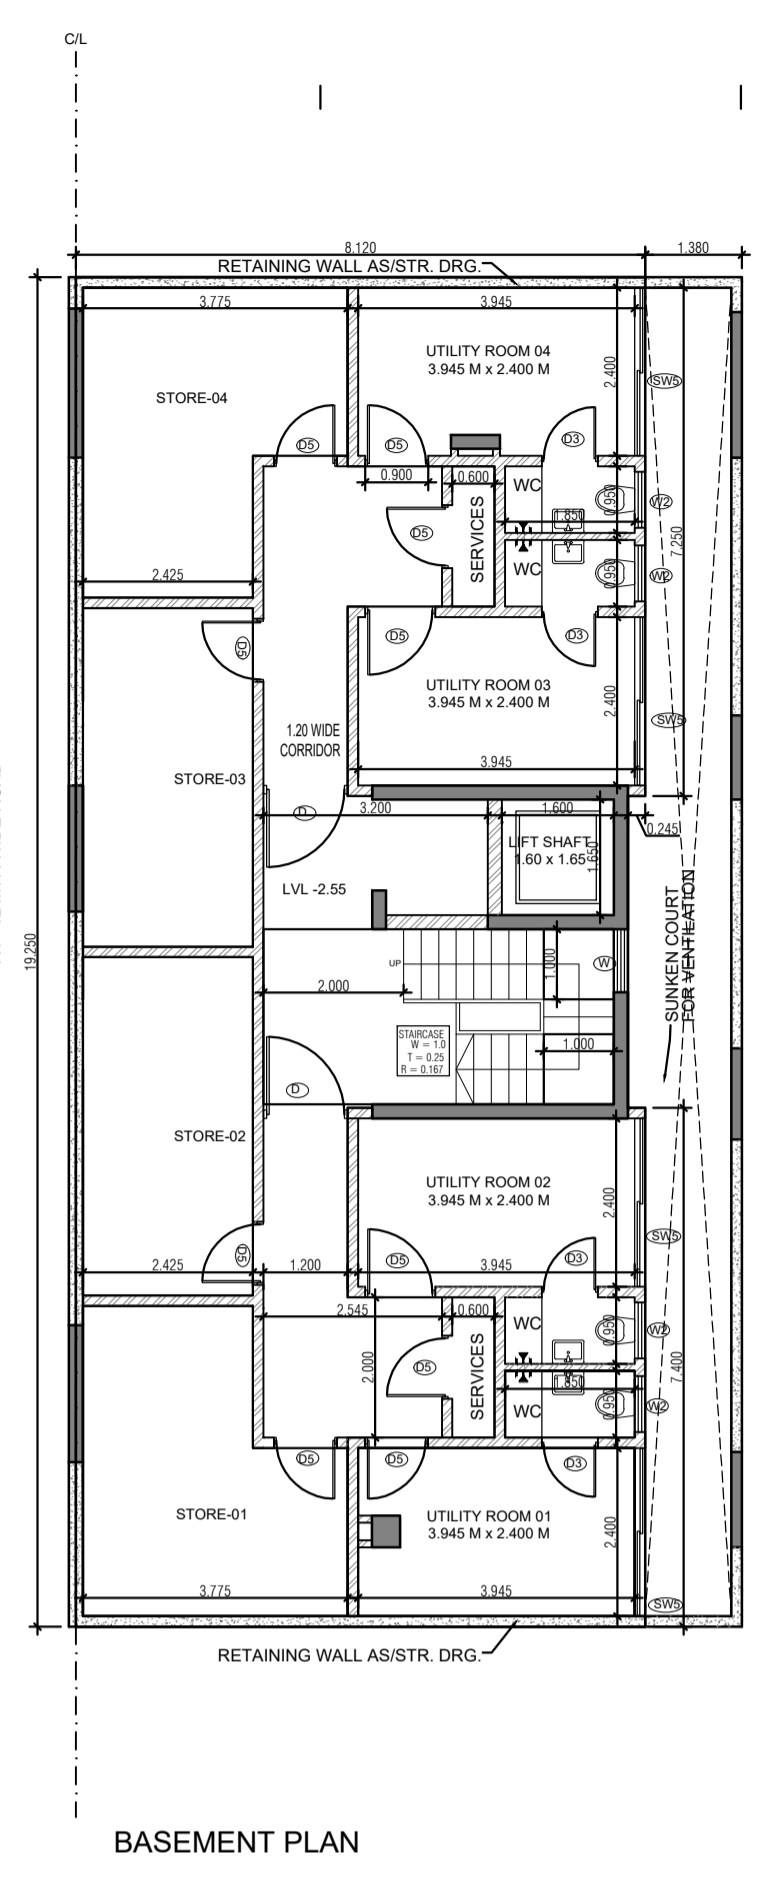 C/L
8.120
1.380
RETAINING WALL AS/STR. DRG.
3.775
3.945
UTILITY ROOM 04
3.945 M x 2.400 M
2.400
SW5
STORE-04
D5
D5
D3
0.900
0.600
WC
0.950
W2
1.850
D5
SERVICES
7.250
WC
0.950
W2
2.425
D5
D3
D5
UTILITY ROOM 03
3.945 M x 2.400 M
2.400
SW5
1.20 WIDE
CORRIDOR
3.945
STORE-03
D
3.200
1.600
0.245
LIFT SHAFT
1.60 x 1.65
1.650
LVL -2.55
SUNKEN COURT
FOR VENTILATION
19.250
UP
1.000
W
2.000
STAIRCASE
W = 1.0
T = 0.25
R = 0.167
1.000
D
STORE-02
UTILITY ROOM 02
3.945 M x 2.400 M
2.400
SW5
D5
D5
D3
2.425
1.200
3.945
2.545
0.600
WC
0.950
W2
2.000
D5
SERVICES
7.400
1.850
WC
0.950
W2
D5
D5
D3
STORE-01
UTILITY ROOM 01
3.945 M x 2.400 M
2.400
3.775
3.945
SW5
RETAINING WALL AS/STR. DRG.
BASEMENT PLAN